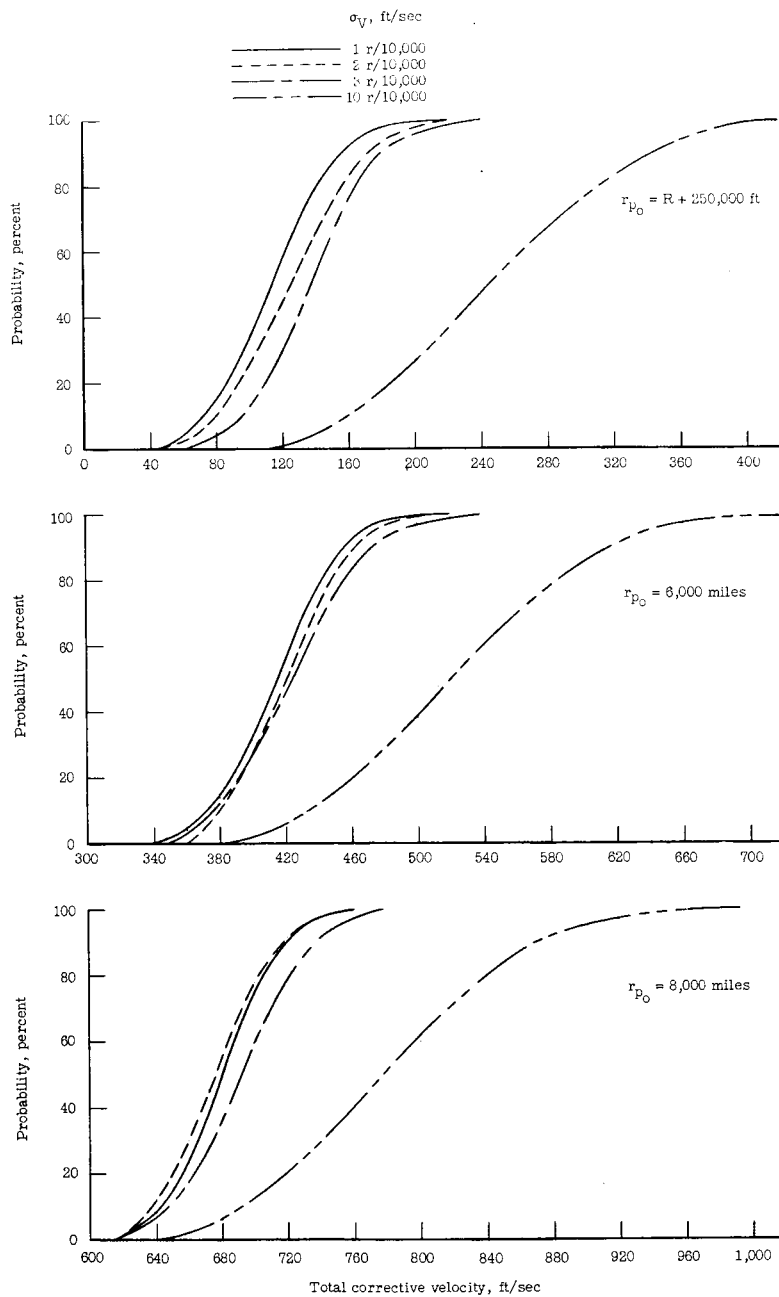 σV, ft/sec
1 r/10,000
2 r/10,000
3 r/10,000
10 r/10,000
100
80
60
40
20
0
Probability, percent
rpo = R + 250,000 ft
0 40 80 120 160 200 240 280 320 360 400
100
80
60
40
20
0
Probability, percent
rpo = 6,000 miles
300 340 380 420 460 500 540 580 620 660 700
100
80
60
40
20
0
Probability, percent
rpo = 8,000 miles
600 640 680 720 760 800 840 880 920 960 1,000
Total corrective velocity, ft/sec